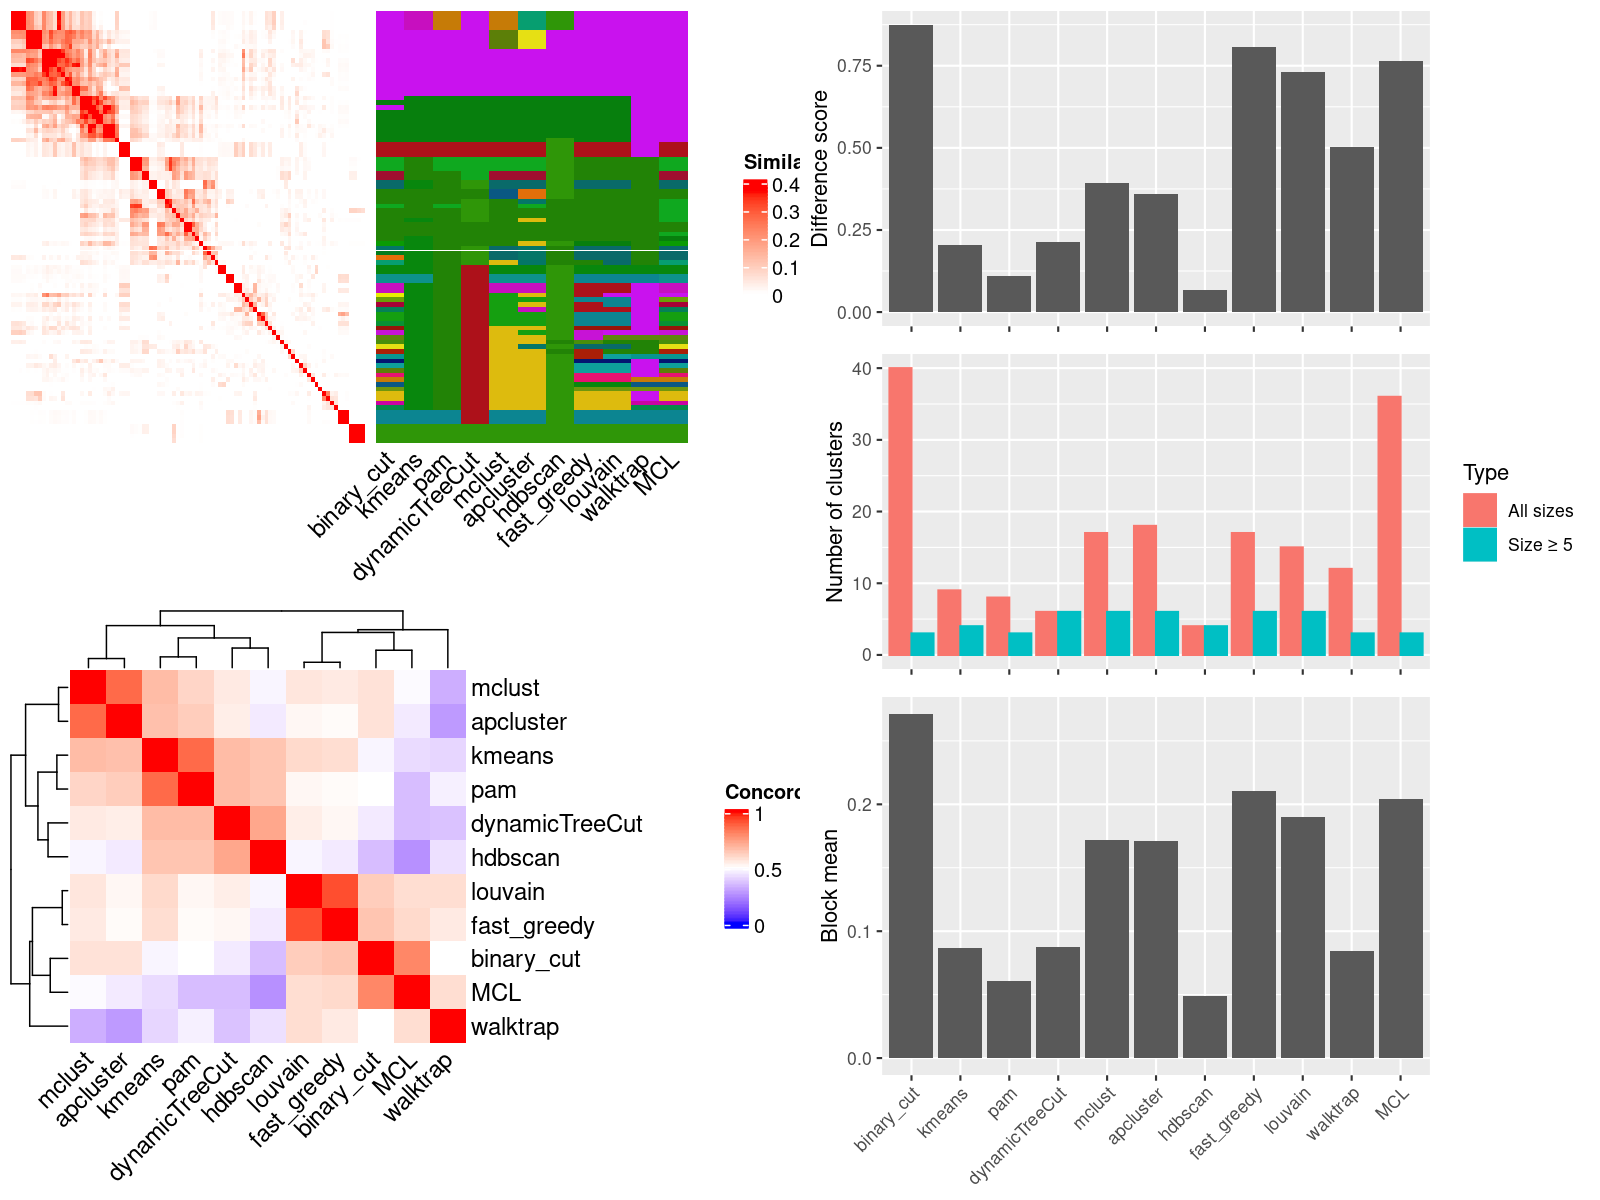 Simila
0.4
0.3
0.2
0.1
0
binary_cut
kmeans
pam
dynamicTreeCut
mclust
apcluster
hdbscan
fast_greedy
louvain
walktrap
MCL
Difference score
0.75
0.50
0.25
0.00
Number of clusters
40
30
20
10
0
Type
All sizes
Size ≥ 5
mclust
apcluster
kmeans
pam
dynamicTreeCut
hdbscan
louvain
fast_greedy
binary_cut
MCL
walktrap
mclust
apcluster
kmeans
pam
dynamicTreeCut
hdbscan
louvain
fast_greedy
binary_cut
MCL
walktrap
Concord
1
0.5
0
Block mean
0.2
0.1
0.0
binary_cut
kmeans
pam
dynamicTreeCut
mclust
apcluster
hdbscan
fast_greedy
louvain
walktrap
MCL